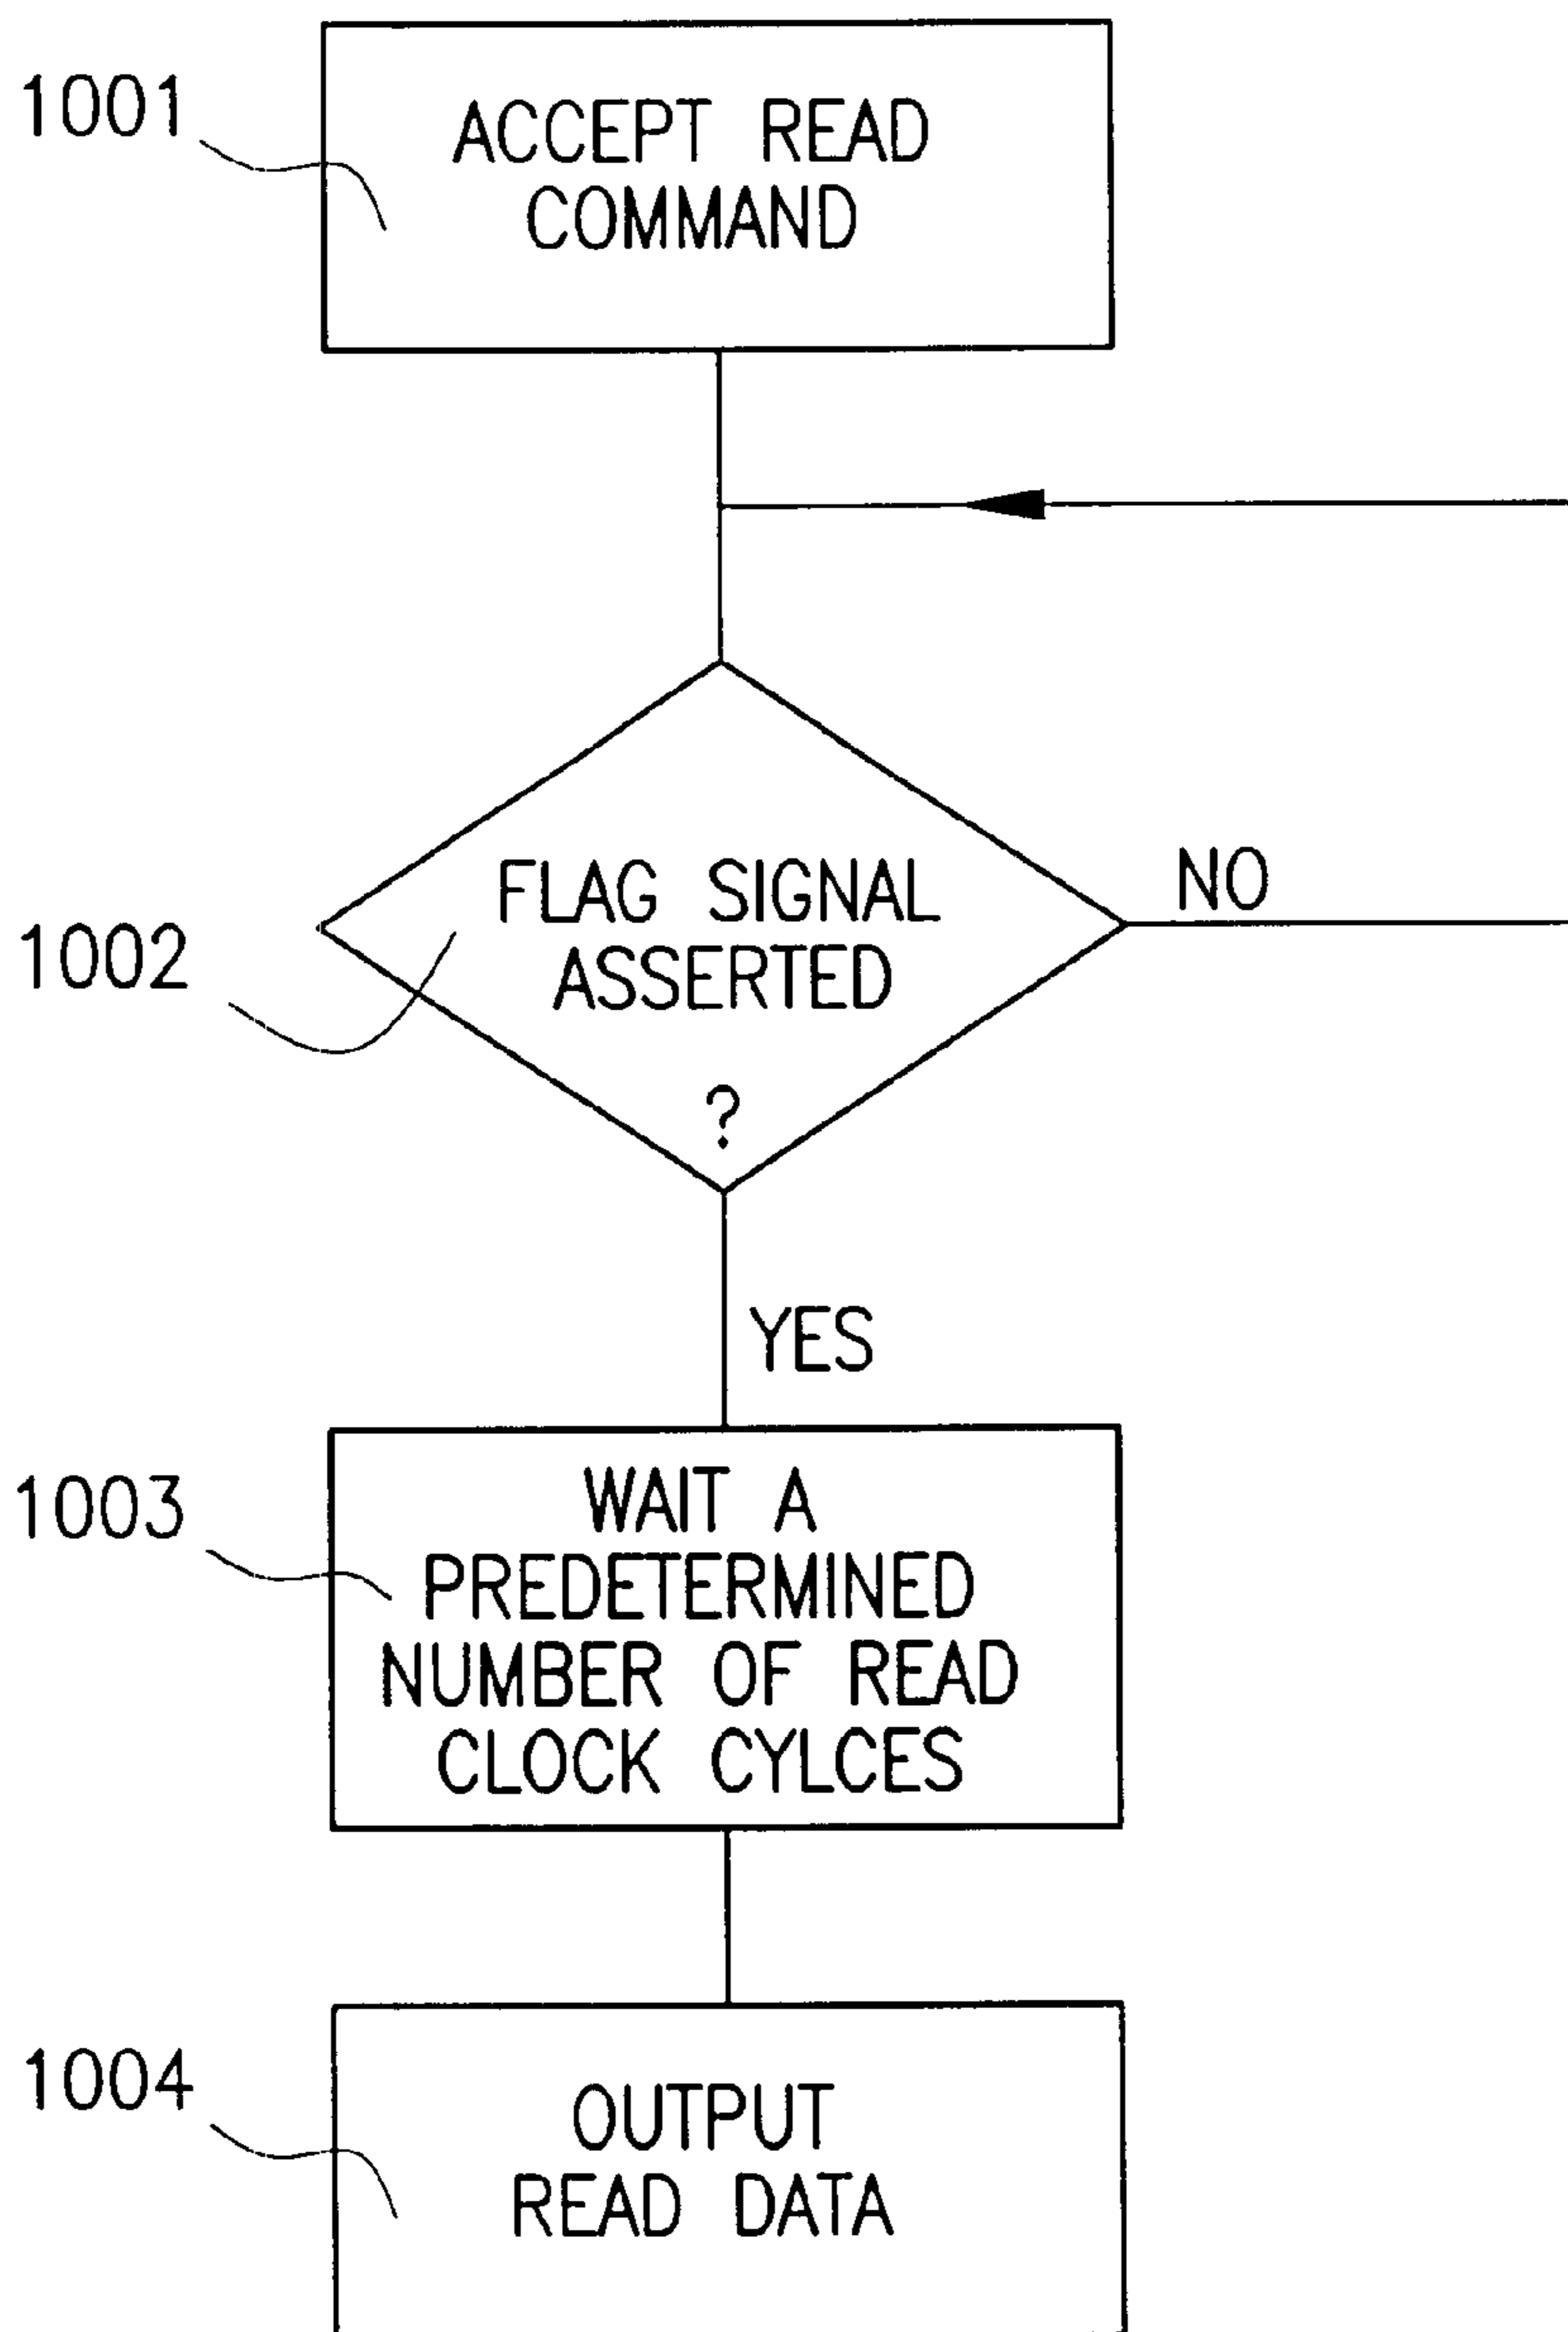 1001
ACCEPT READ
COMMAND
1002
FLAG SIGNAL
ASSERTED
?
NO
YES
1003
WAIT A
PREDETERMINED
NUMBER OF READ
CLOCK CYLCES
1004
OUTPUT
READ DATA